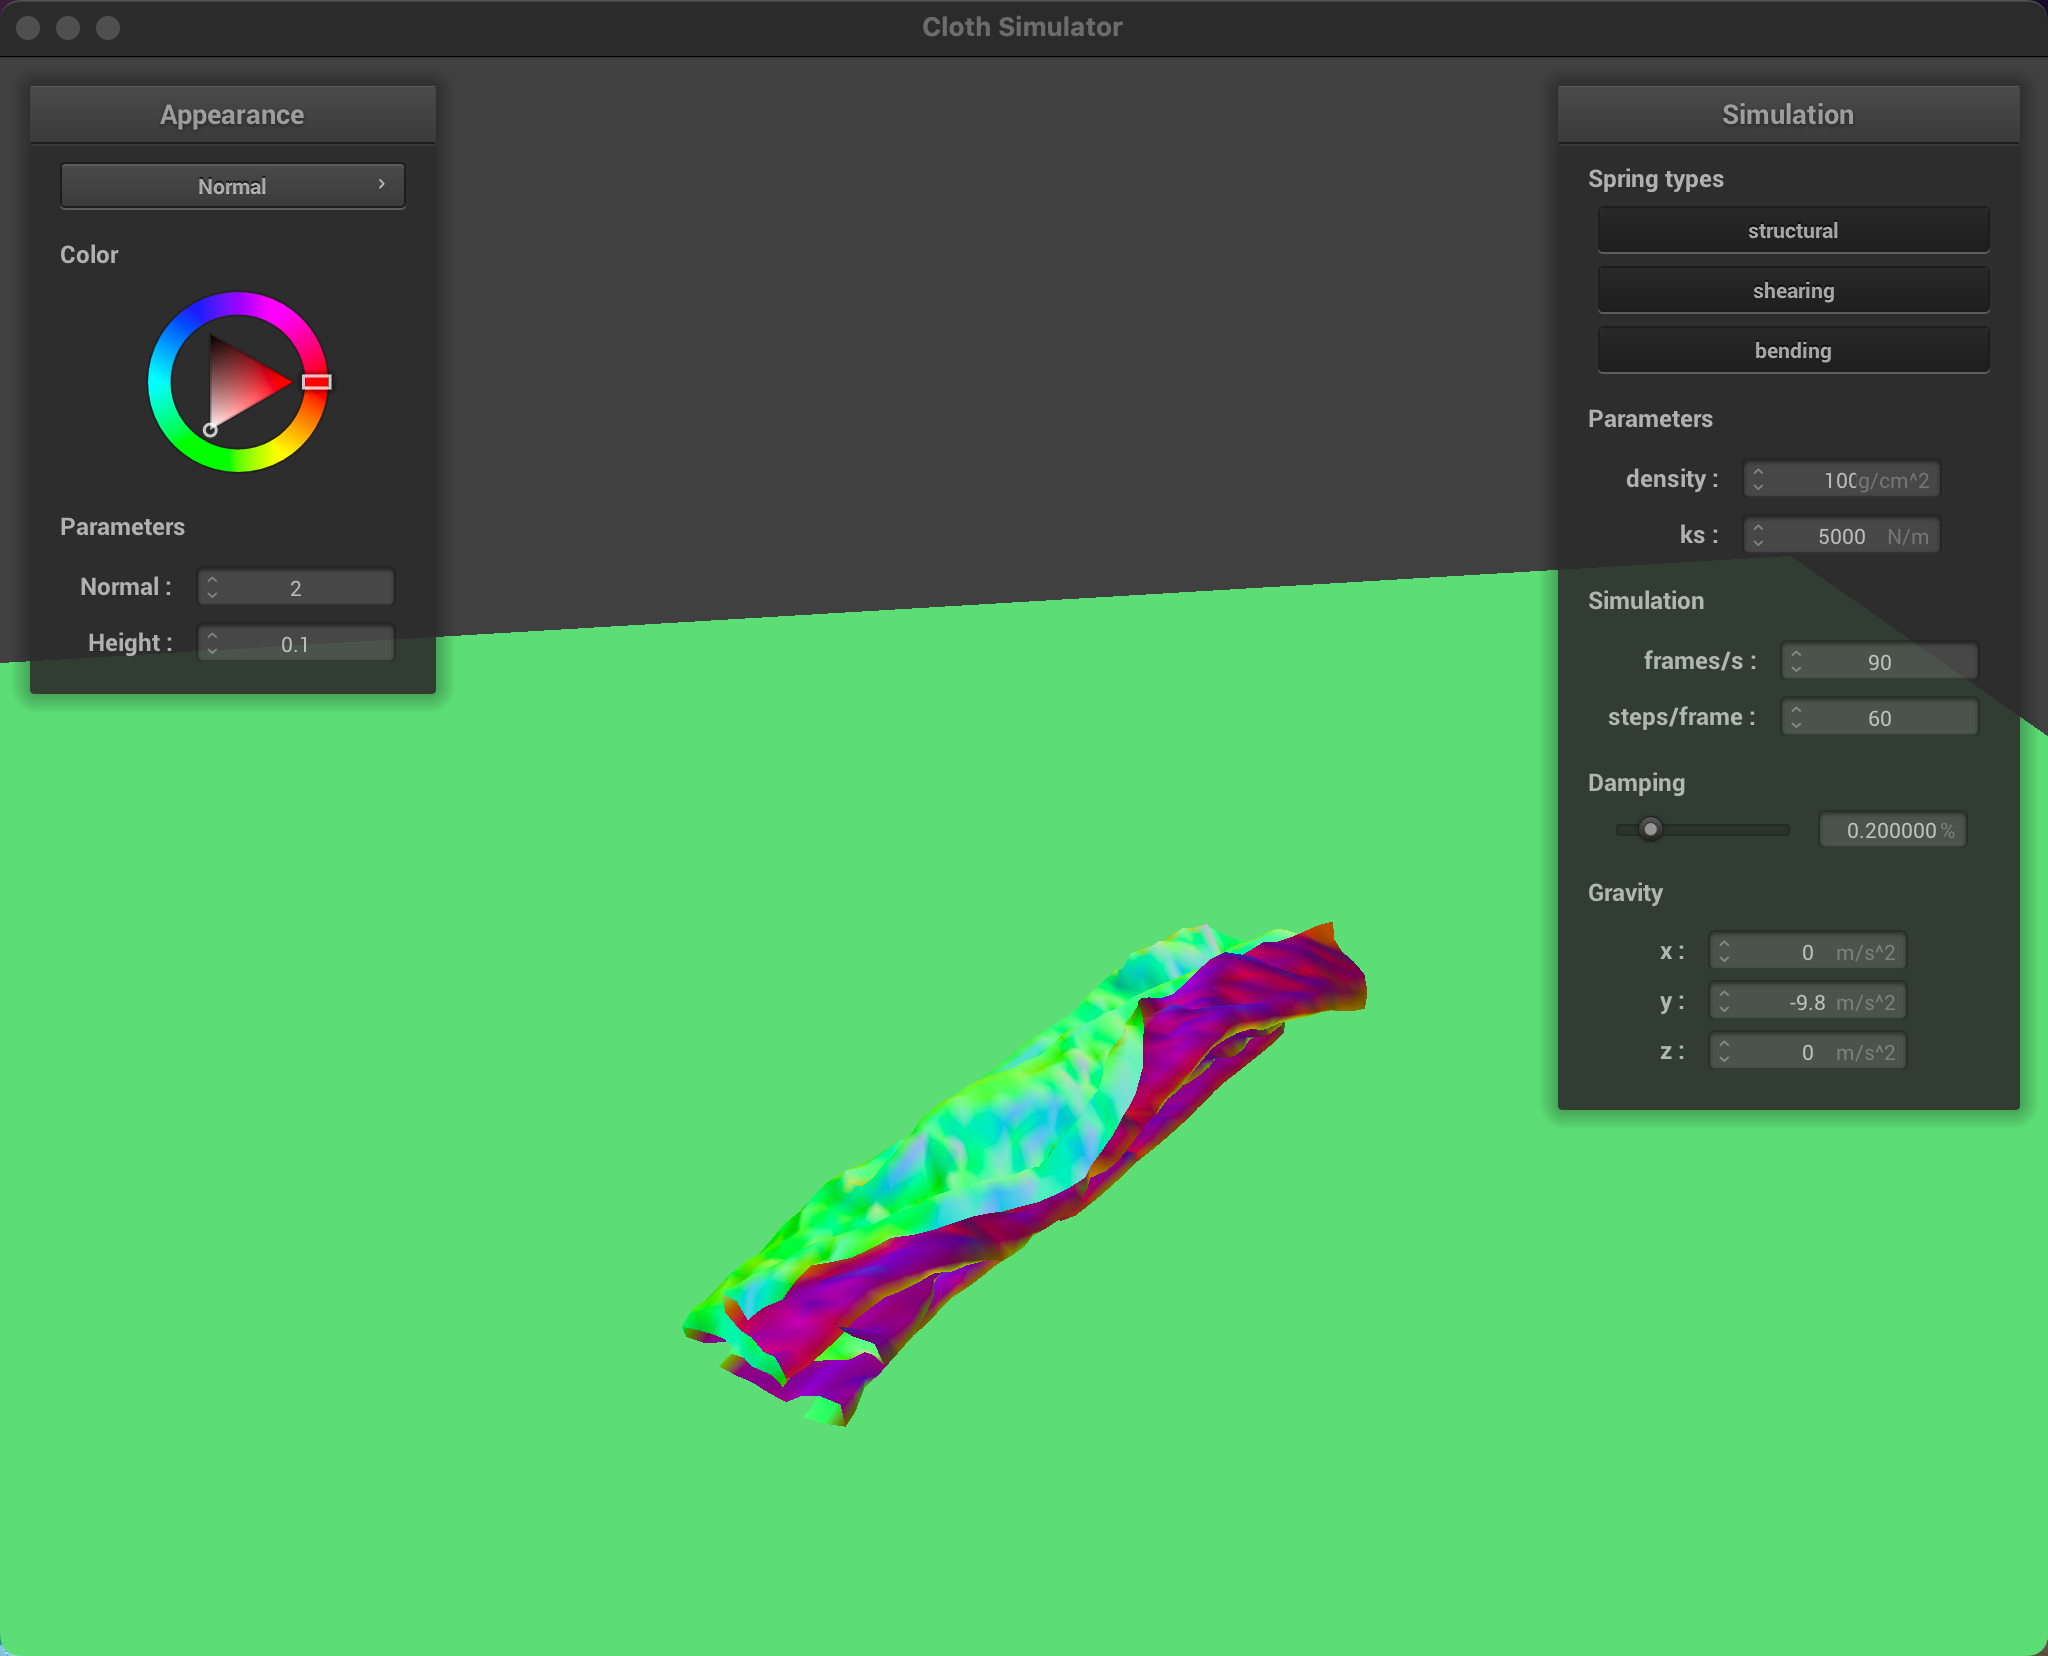 Cloth Simulator
Appearance
Normal
Color
Parameters
Normal : 2
Height : 0.1
Simulation
Spring types
structural
shearing
bending
Parameters
density : 100 g/cm^2
ks : 5000 N/m
Simulation
frames/s : 90
steps/frame : 60
Damping
0.200000 %
Gravity
x : 0 m/s^2
y : -9.8 m/s^2
z : 0 m/s^2